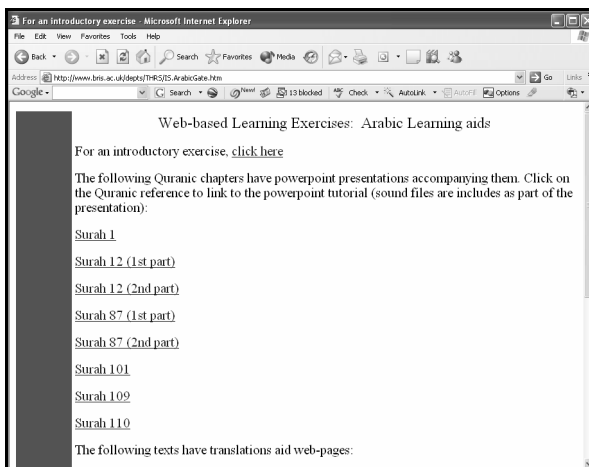 For an introductory exercise - Microsoft Internet Explorer
File Edit View Favorites Tools Help
Back Search Favorites Media
Address http://www.bris.ac.uk/depts/THRS/IS.ArabicGate.htm Go Links
Google Search New! 13 blocked Check AutoLink AutoFill Options
Web-based Learning Exercises: Arabic Learning aids
For an introductory exercise, click here
The following Quranic chapters have powerpoint presentations accompanying them. Click on
the Quranic reference to link to the powerpoint tutorial (sound files are includes as part of the
presentation):
Surah 1
Surah 12 (1st part)
Surah 12 (2nd part)
Surah 87 (1st part)
Surah 87 (2nd part)
Surah 101
Surah 109
Surah 110
The following texts have translations aid web-pages: